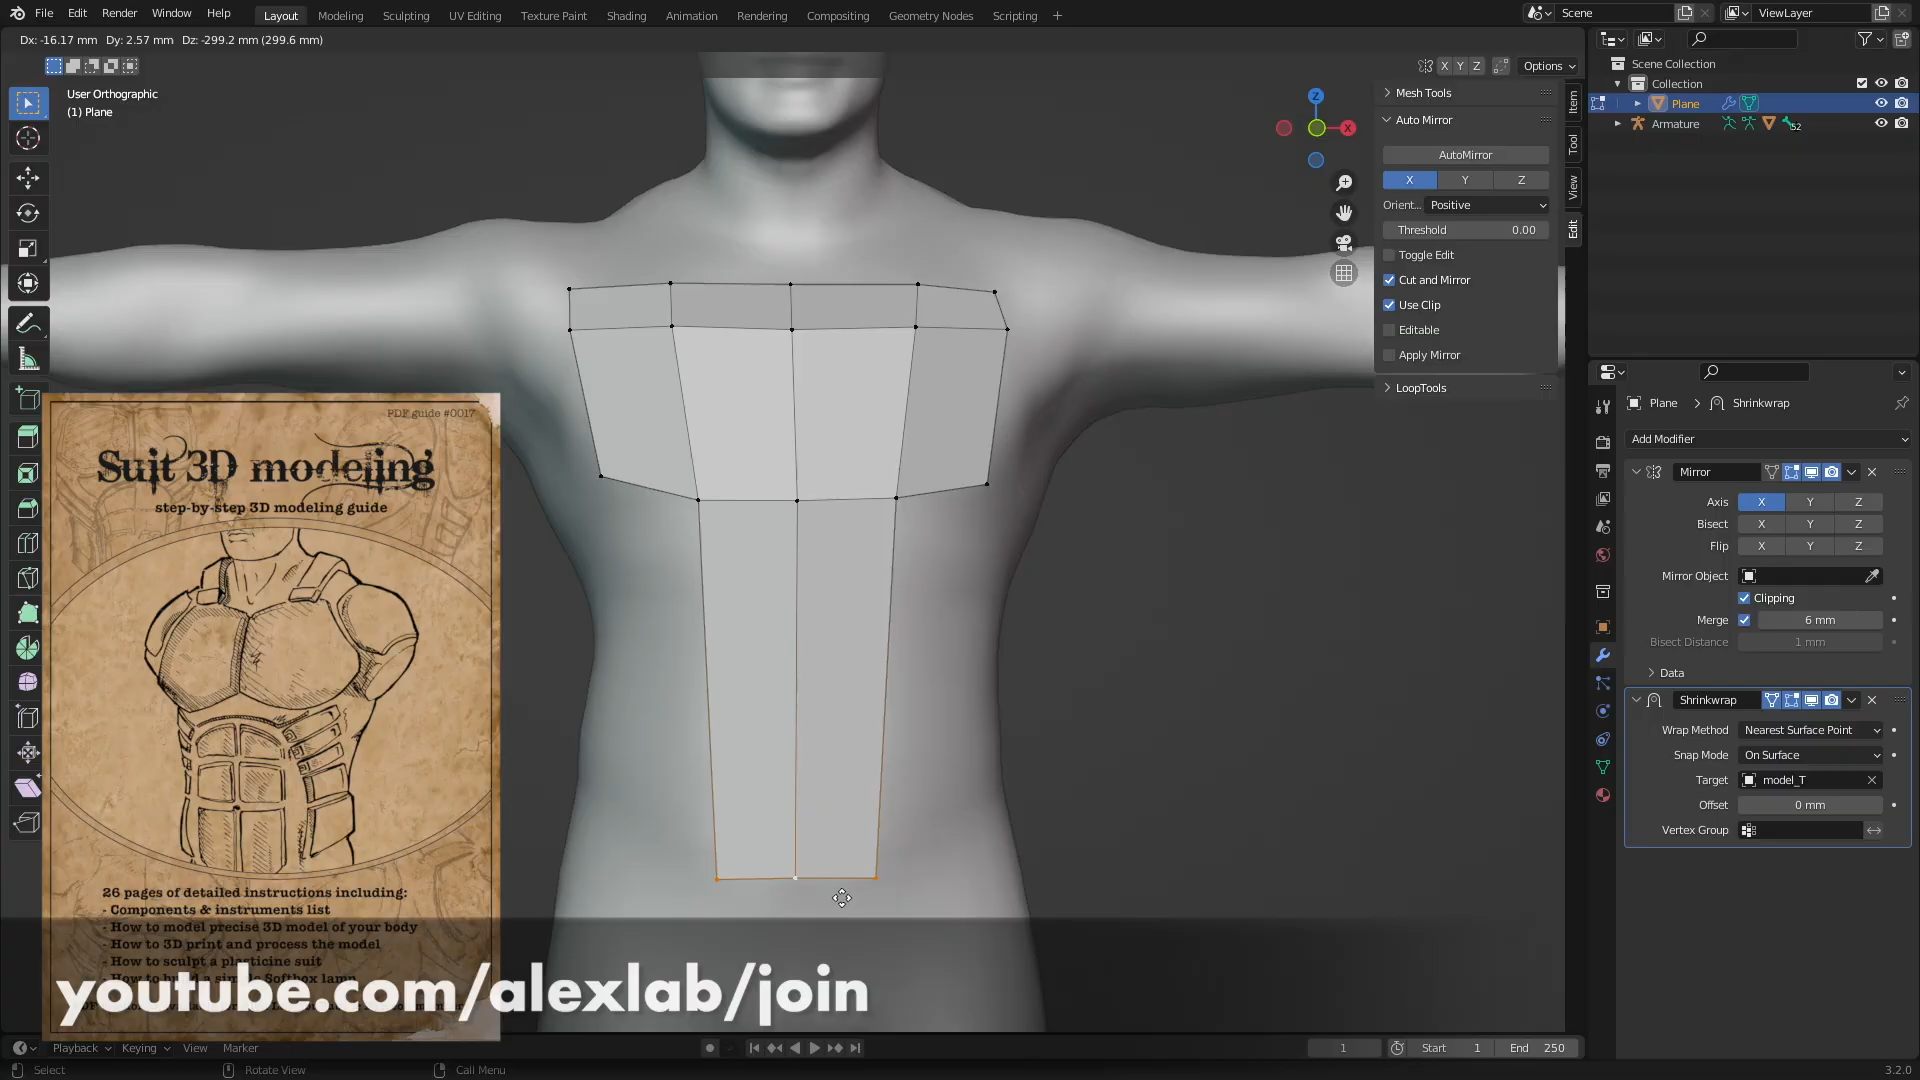 File Edit Render Window Help Layout Modeling Sculpting UV Editing Texture Paint Shading Animation Rendering Compositing Geometry Nodes Scripting + Scene ViewLayer
Dx: -16.17 mm Dy: 2.57 mm Dz: -299.2 mm (299.6 mm)
X Y Z Options
User Orthographic
(1) Plane
Z
X
Mesh Tools
Auto Mirror
AutoMirror
X Y Z
Orient... Positive
Threshold 0.00
Toggle Edit
Cut and Mirror
Use Clip
Editable
Apply Mirror
LoopTools
Item
Tool
View
Edit
Scene Collection
Collection
Plane
Armature 52
Plane > Shrinkwrap
Add Modifier
Mirror
Axis X Y Z
Bisect X Y Z
Flip X Y Z
Mirror Object
Clipping
Merge 6 mm
Bisect Distance 1 mm
Data
Shrinkwrap
Wrap Method Nearest Surface Point
Snap Mode On Surface
Target model_T
Offset 0 mm
Vertex Group
PDF guide #0017
Suit 3D modeling
step-by-step 3D modeling guide
26 pages of detailed instructions including:
- Components & instruments list
- How to model precise 3D model of your body
- How to 3D print and process the model
- How to sculpt a plasticine suit
- How to build a simple Softbox lamp
youtube.com/alexlab/join
Playback Keying View Marker 1 Start 1 End 250
Select Rotate View Call Menu 3.2.0